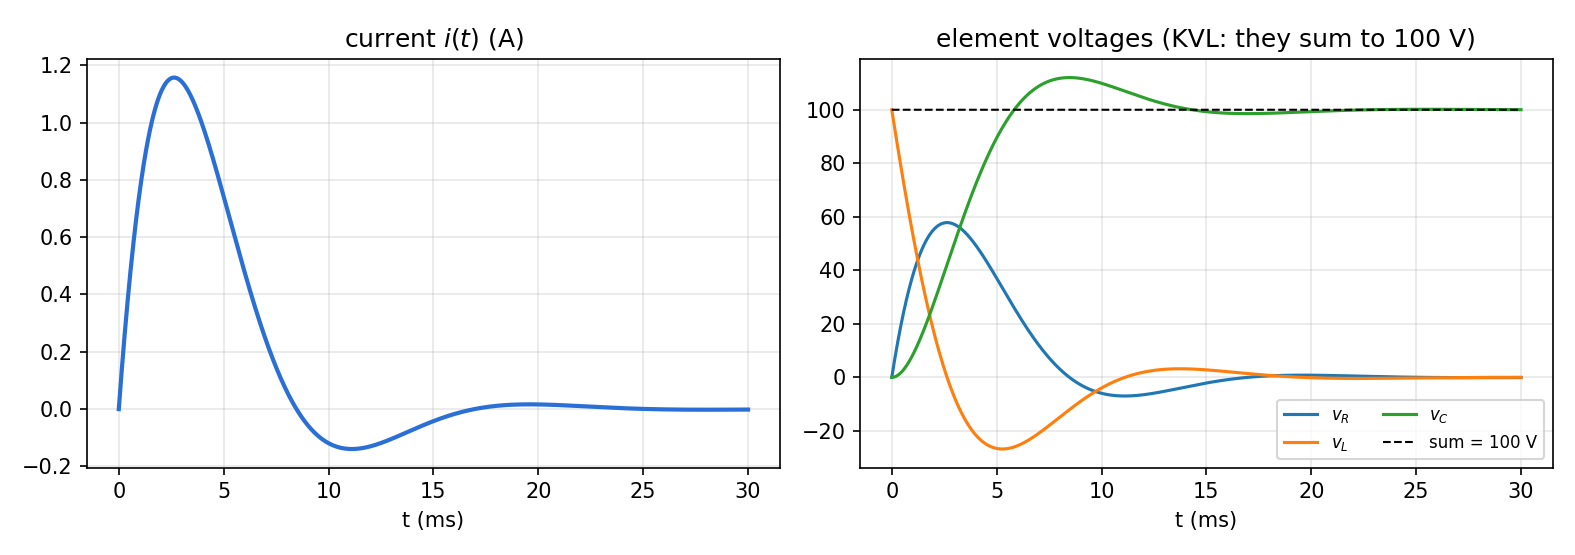 current i(t) (A)
1.2
1.0
0.8
0.6
0.4
0.2
0.0
−0.2
0 5 10 15 20 25 30
t (ms)
element voltages (KVL: they sum to 100 V)
100
80
60
40
20
0
−20
0 5 10 15 20 25 30
t (ms)
v_R v_C
v_L sum = 100 V